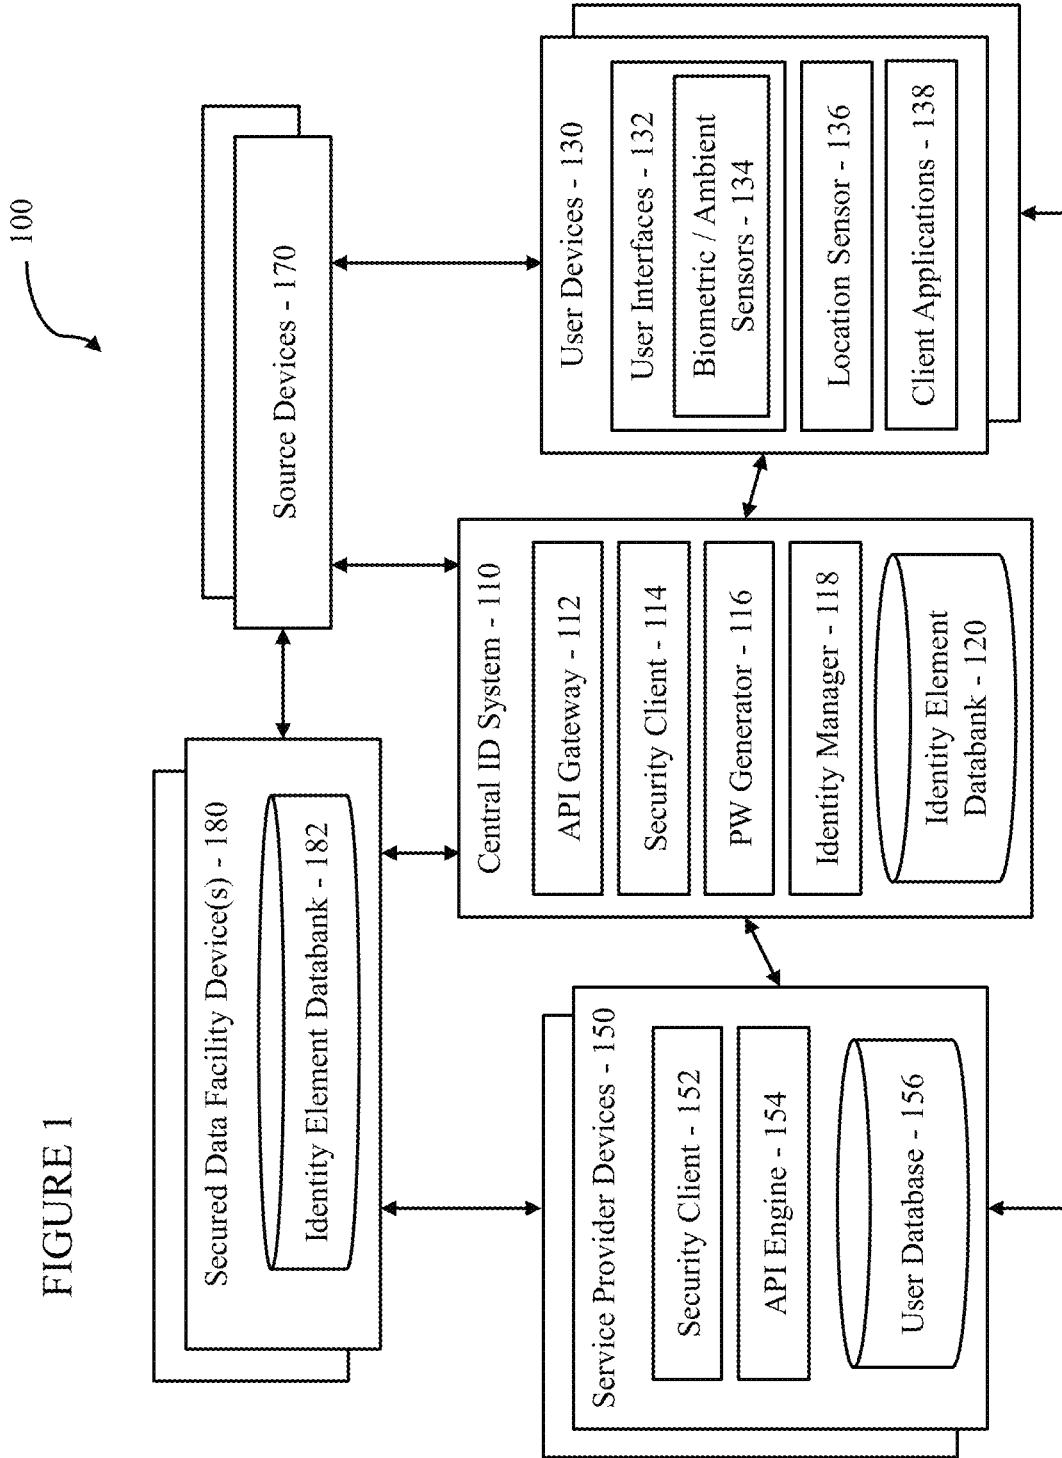 FIGURE 1
100
Secured Data Facility Device(s) - 180
Identity Element Databank - 182
Source Devices - 170
Service Provider Devices - 150
Security Client - 152
API Engine - 154
User Database - 156
Central ID System - 110
API Gateway - 112
Security Client - 114
PW Generator - 116
Identity Manager - 118
Identity Element
Databank - 120
User Devices - 130
User Interfaces - 132
Biometric / Ambient
Sensors - 134
Location Sensor - 136
Client Applications - 138